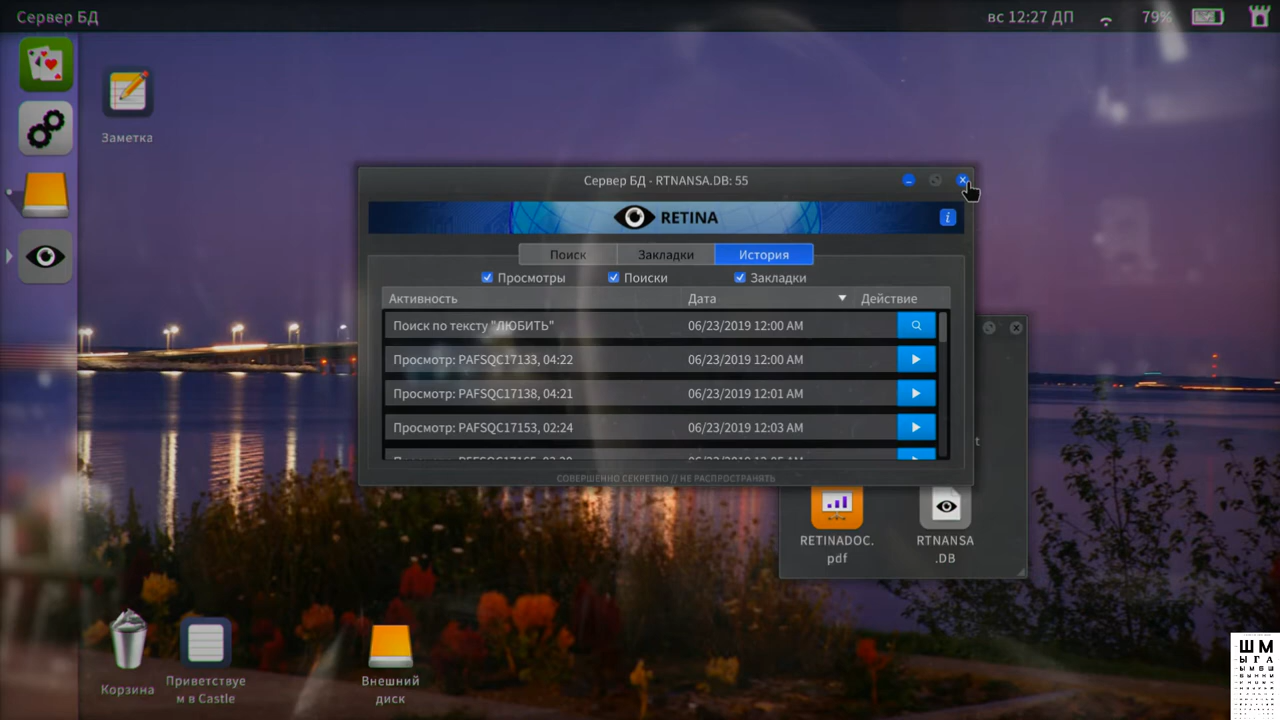 Сервер БД
вс 12:27 ДП
79%
Заметка
Сервер БД - RTNANSA.DB: 55
RETINA
i
Поиск
Закладки
История
Просмотры
Поиски
Закладки
Активность
Дата
Действие
Поиск по тексту "ЛЮБИТЬ"
06/23/2019 12:00 AM
Просмотр: PAFSQC17133, 04:22
06/23/2019 12:00 AM
Просмотр: PAFSQC17138, 04:21
06/23/2019 12:01 AM
Просмотр: PAFSQC17153, 02:24
06/23/2019 12:03 AM
СОВЕРШЕННО СЕКРЕТНО // НЕ РАСПРОСТРАНЯТЬ
t
RETINADOC.
pdf
RTNANSA
.DB
Корзина
Приветствуе
м в Castle
Внешний
диск
Ш М
Ы Г А